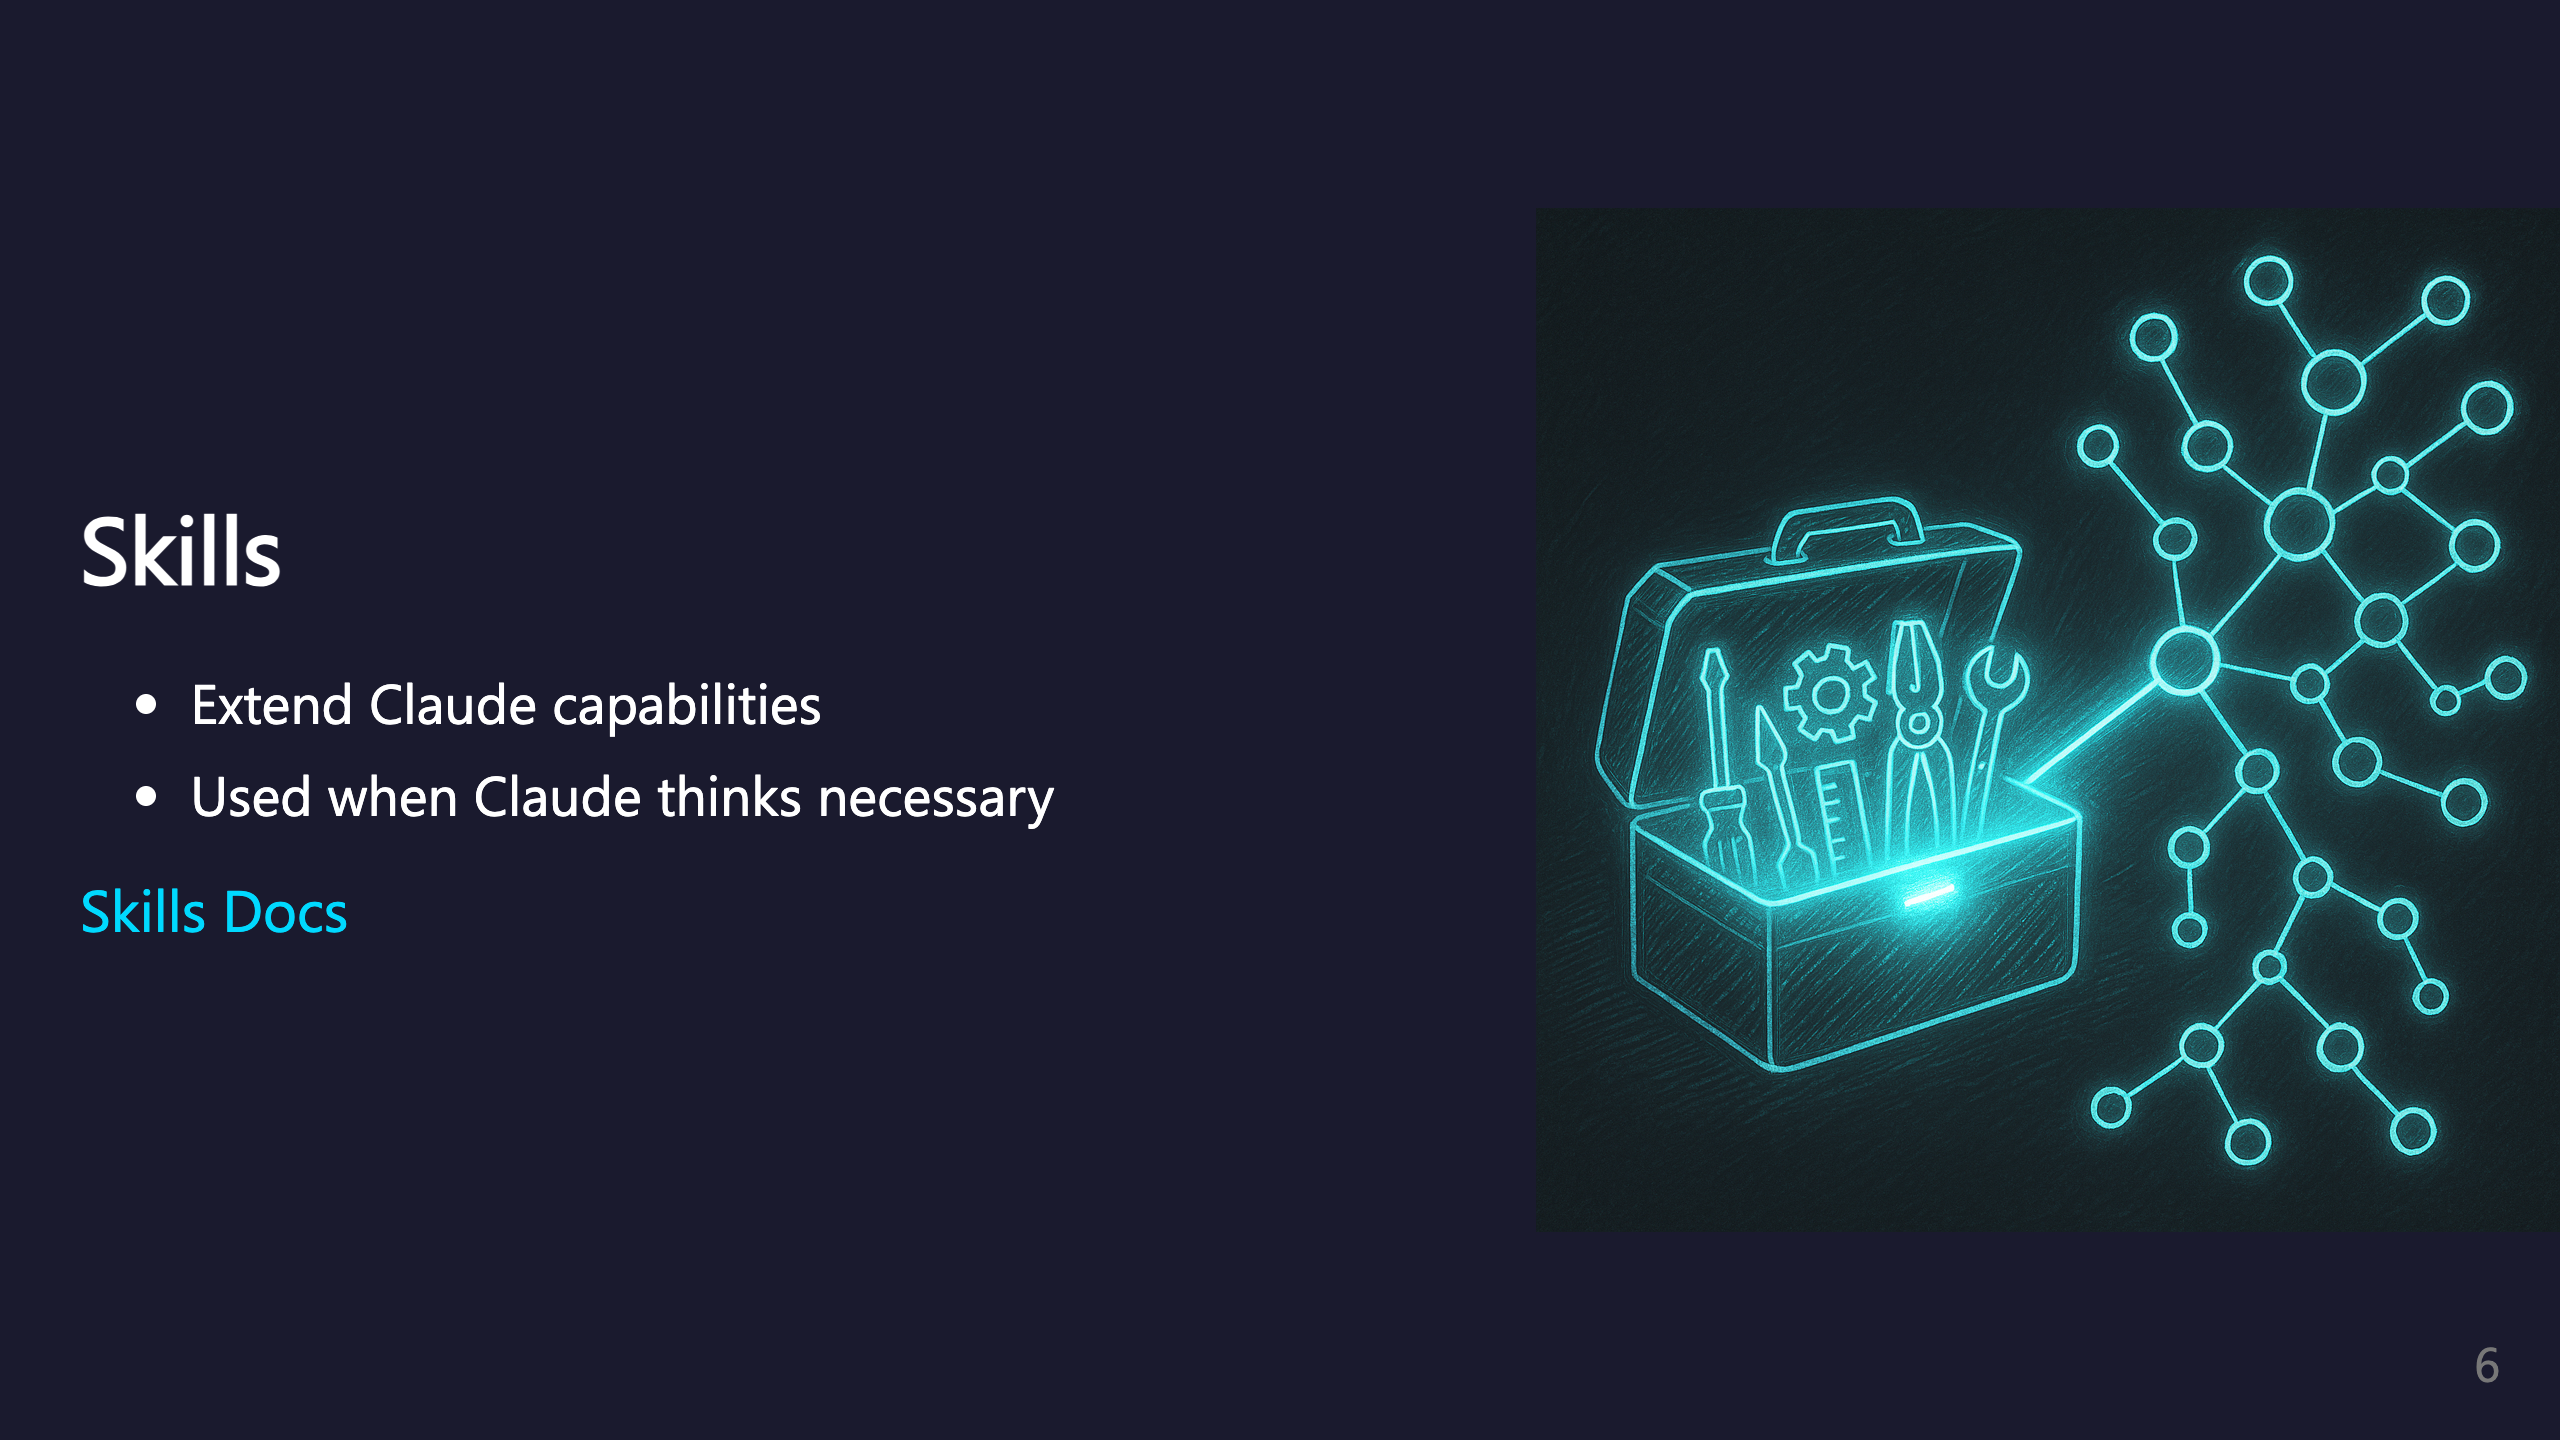 Skills
• Extend Claude capabilities
• Used when Claude thinks necessary
Skills Docs
6